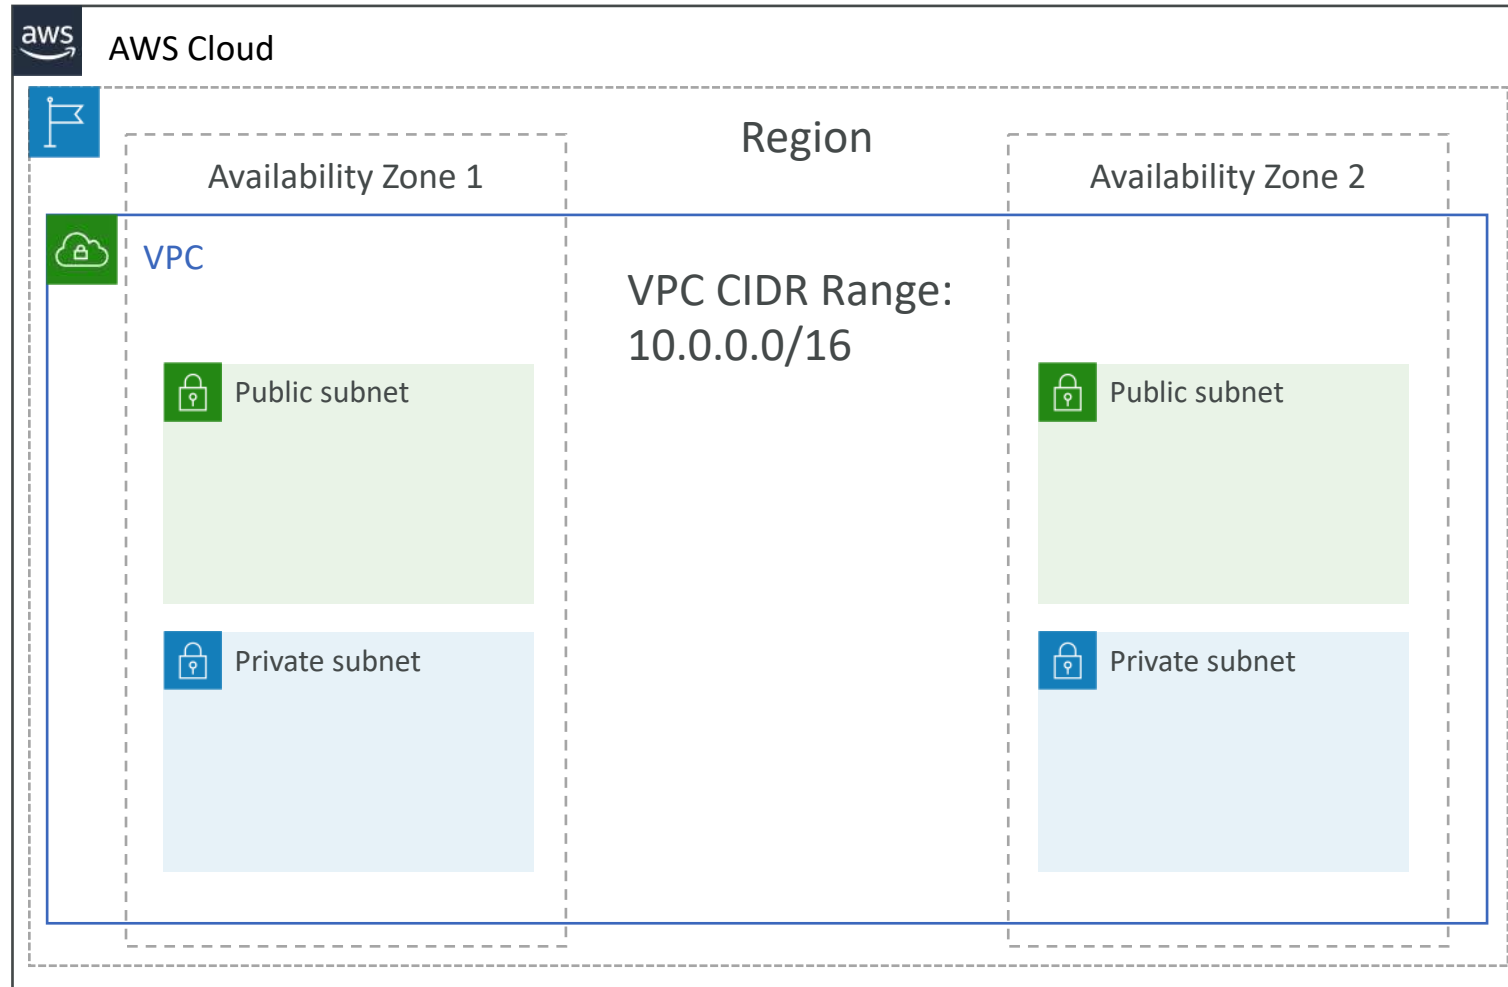 aws
AWS Cloud
Region
Availability Zone 1
Availability Zone 2
VPC
VPC CIDR Range:
10.0.0.0/16
Public subnet
Public subnet
Private subnet
Private subnet